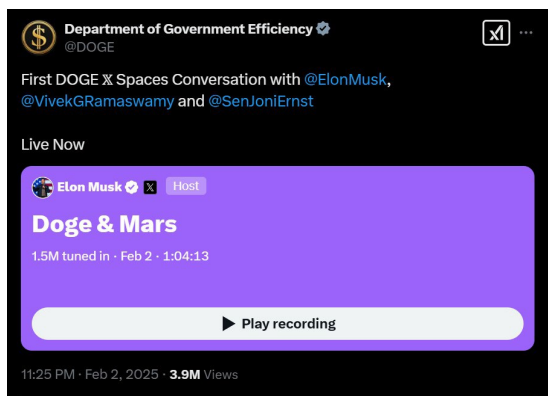 Department of Government Efficiency
@DOGE
First DOGE 𝕏 Spaces Conversation with @ElonMusk,
@VivekGRamaswamy and @SenJoniErnst
Live Now
Elon Musk 𝕏 Host
Doge & Mars
1.5M tuned in · Feb 2 · 1:04:13
Play recording
11:25 PM · Feb 2, 2025 · 3.9M Views